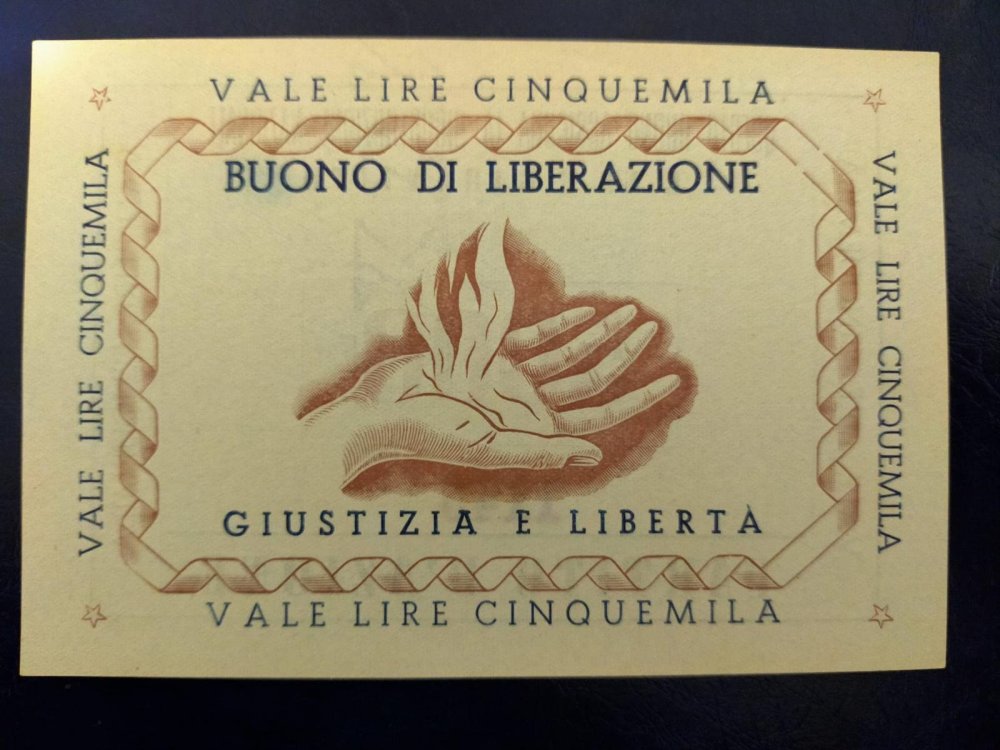 VALE LIRE CINQUEMILA
BUONO DI LIBERAZIONE
VALE LIRE CINQUEMILA
VALE LIRE CINQUEMILA
GIUSTIZIA E LIBERTÀ
VALE LIRE CINQUEMILA